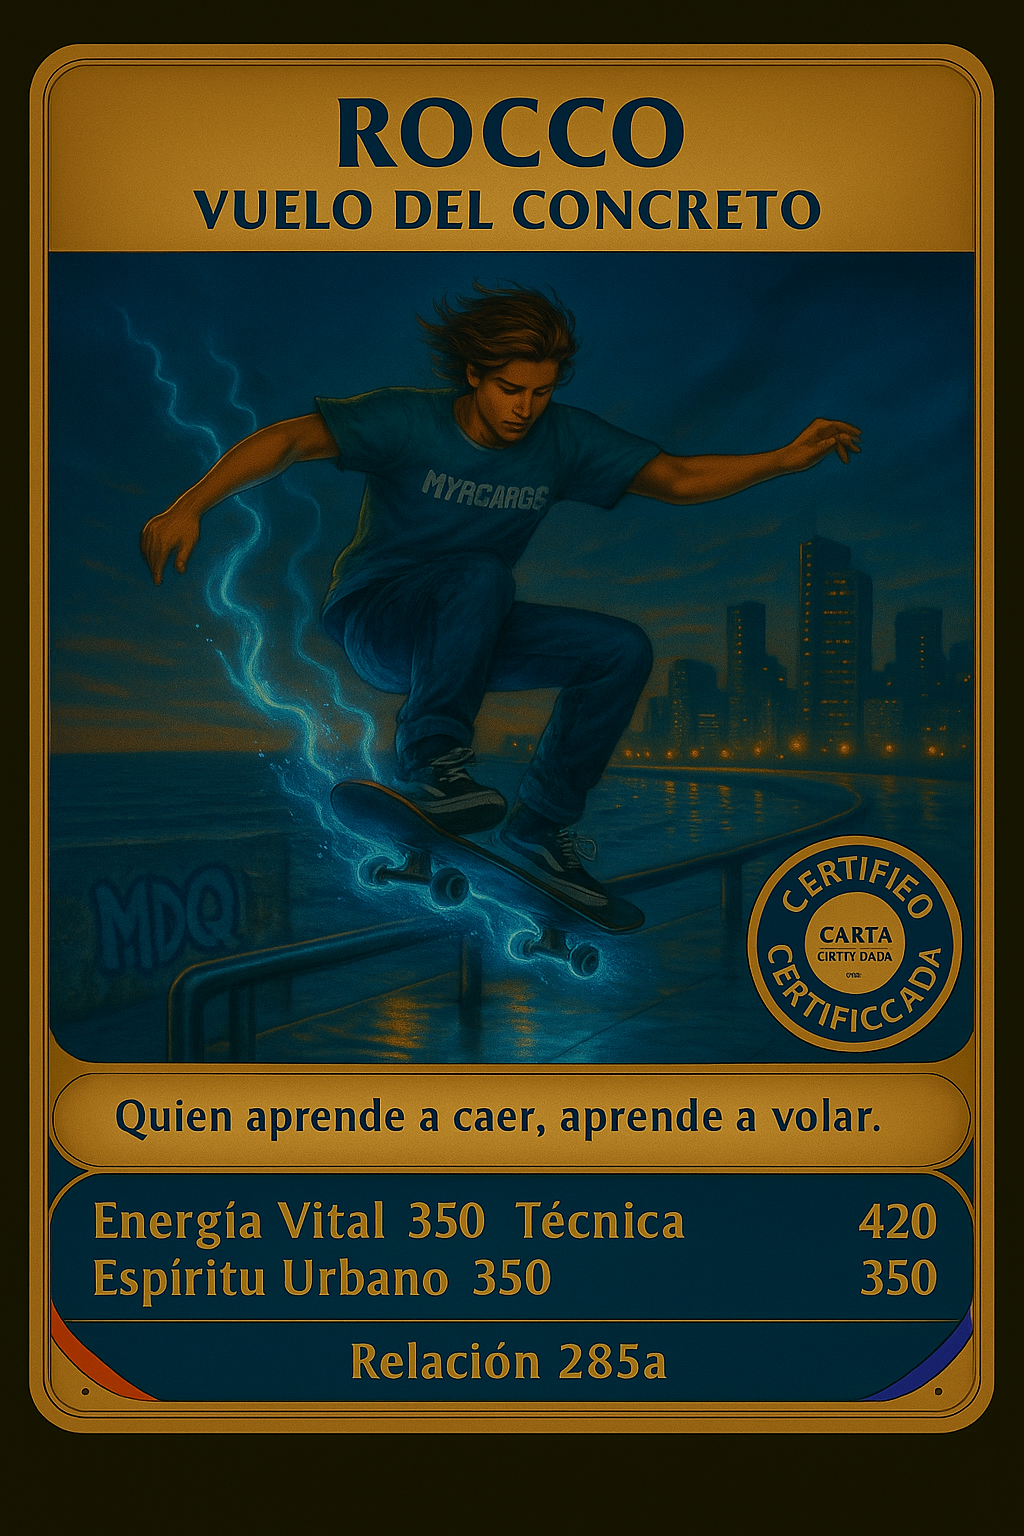 ROCCO
VUELO DEL CONCRETO
MYRCARGS
MDQ
CERTIFIEO
CARTA
CIRTTY DADA
CERTIFICCADA
Quien aprende a caer, aprende a volar.
Energía Vital 350 Técnica 420
Espíritu Urbano 350 350
Relación 285a